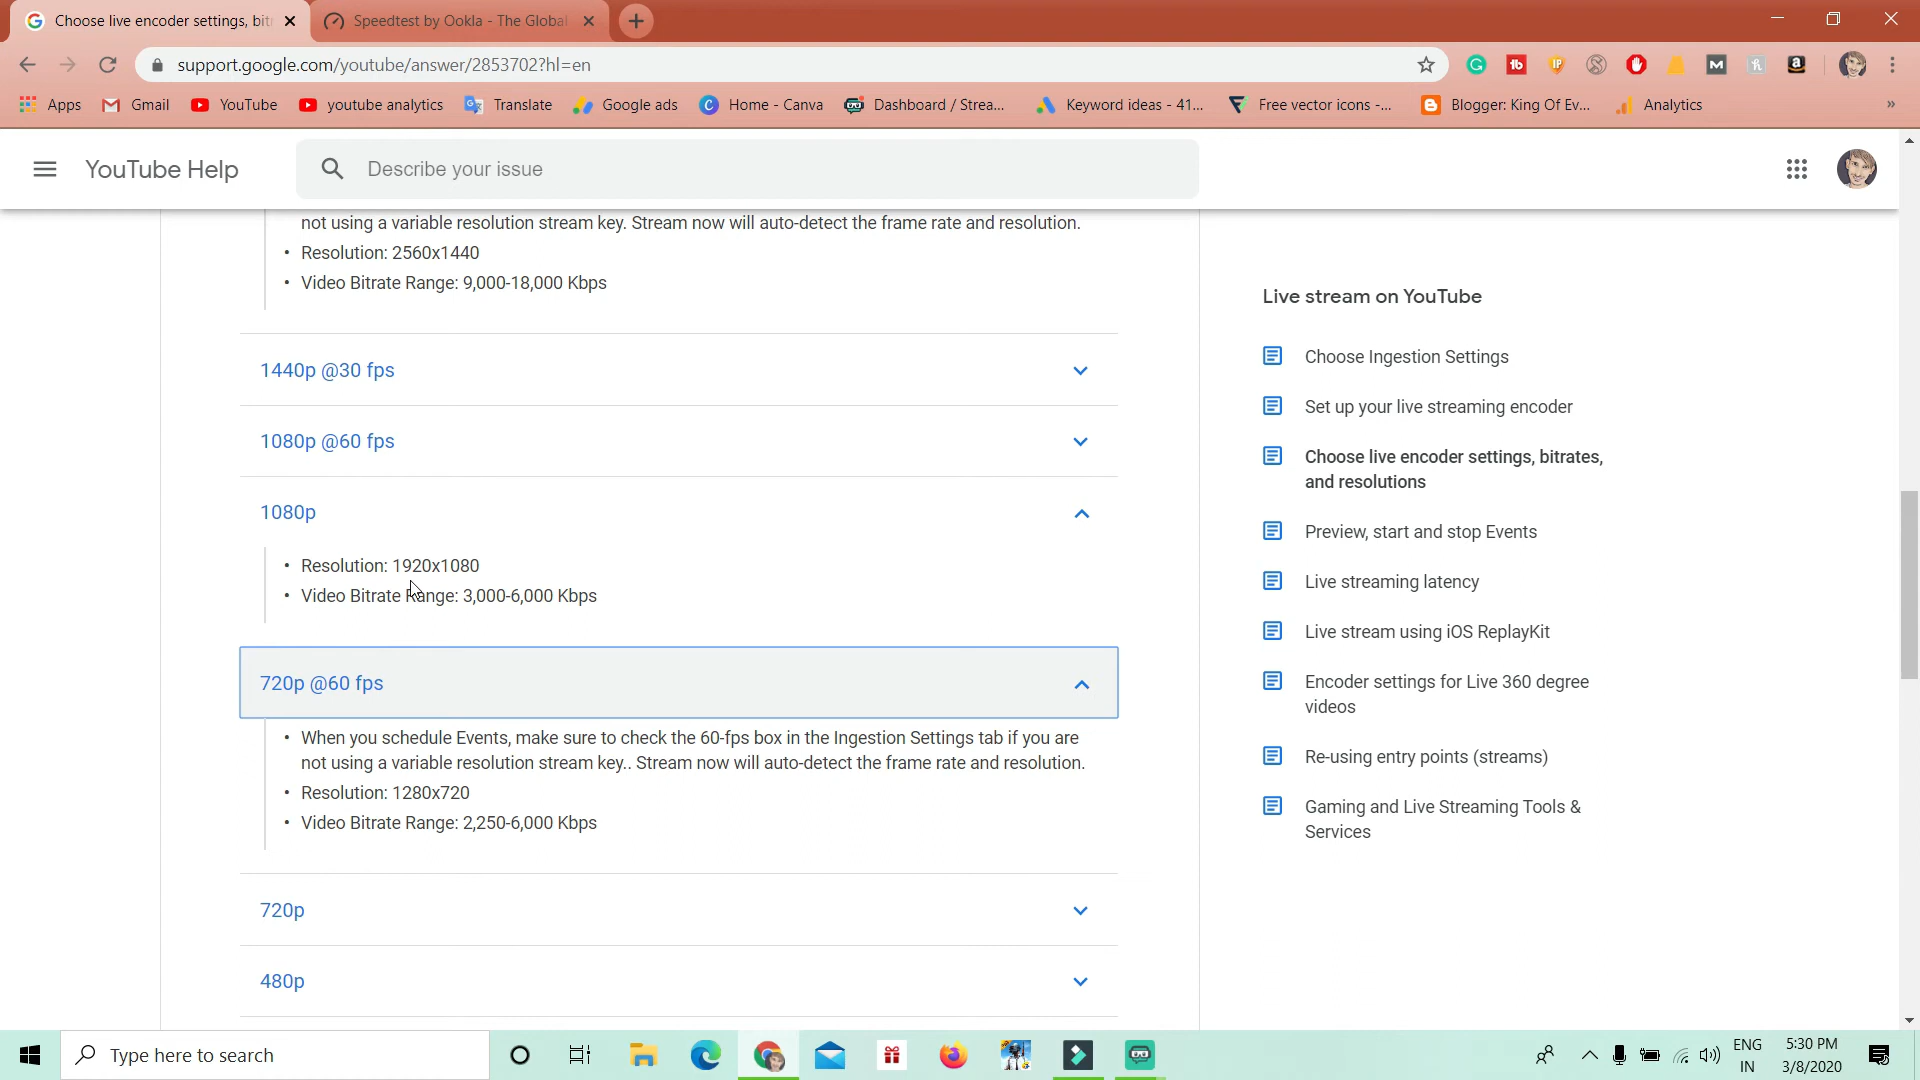 Choose live encoder settings, bit
Speedtest by Ookla - The Global
support.google.com/youtube/answer/2853702?hl=en
Apps
Gmail
YouTube
youtube analytics
Translate
Google ads
Home - Canva
Dashboard / Strea...
Keyword ideas - 41...
Free vector icons -...
Blogger: King Of Ev...
Analytics
»
YouTube Help
Describe your issue
not using a variable resolution stream key. Stream now will auto-detect the frame rate and resolution.
• Resolution: 2560x1440
• Video Bitrate Range: 9,000-18,000 Kbps
1440p @30 fps
1080p @60 fps
1080p
• Resolution: 1920x1080
• Video Bitrate Range: 3,000-6,000 Kbps
720p @60 fps
• When you schedule Events, make sure to check the 60-fps box in the Ingestion Settings tab if you are
not using a variable resolution stream key.. Stream now will auto-detect the frame rate and resolution.
• Resolution: 1280x720
• Video Bitrate Range: 2,250-6,000 Kbps
720p
480p
Live stream on YouTube
Choose Ingestion Settings
Set up your live streaming encoder
Choose live encoder settings, bitrates,
and resolutions
Preview, start and stop Events
Live streaming latency
Live stream using iOS ReplayKit
Encoder settings for Live 360 degree
videos
Re-using entry points (streams)
Gaming and Live Streaming Tools &
Services
Type here to search
ENG
IN
5:30 PM
3/8/2020